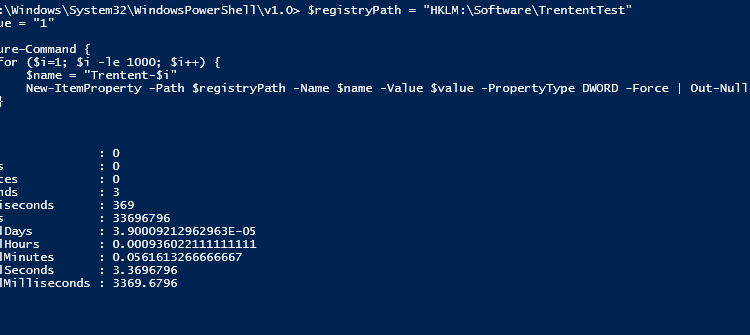 :\Windows\System32\WindowsPowerShell\v1.0> $registryPath = "HKLM:\Software\TrententTest"
ue = "1"
ure-Command {
for ($i=1; $i -le 1000; $i++) {
$name = "Trentent-$i"
New-ItemProperty -Path $registryPath -Name $name -Value $value -PropertyType DWORD -Force | Out-Null
}
: 0
s : 0
tes : 0
nds : 3
iseconds : 369
s : 33696796
lDays : 3.90009212962963E-05
lHours : 0.000936022111111111
lMinutes : 0.0561613266666667
lSeconds : 3.3696796
lMilliseconds : 3369.6796